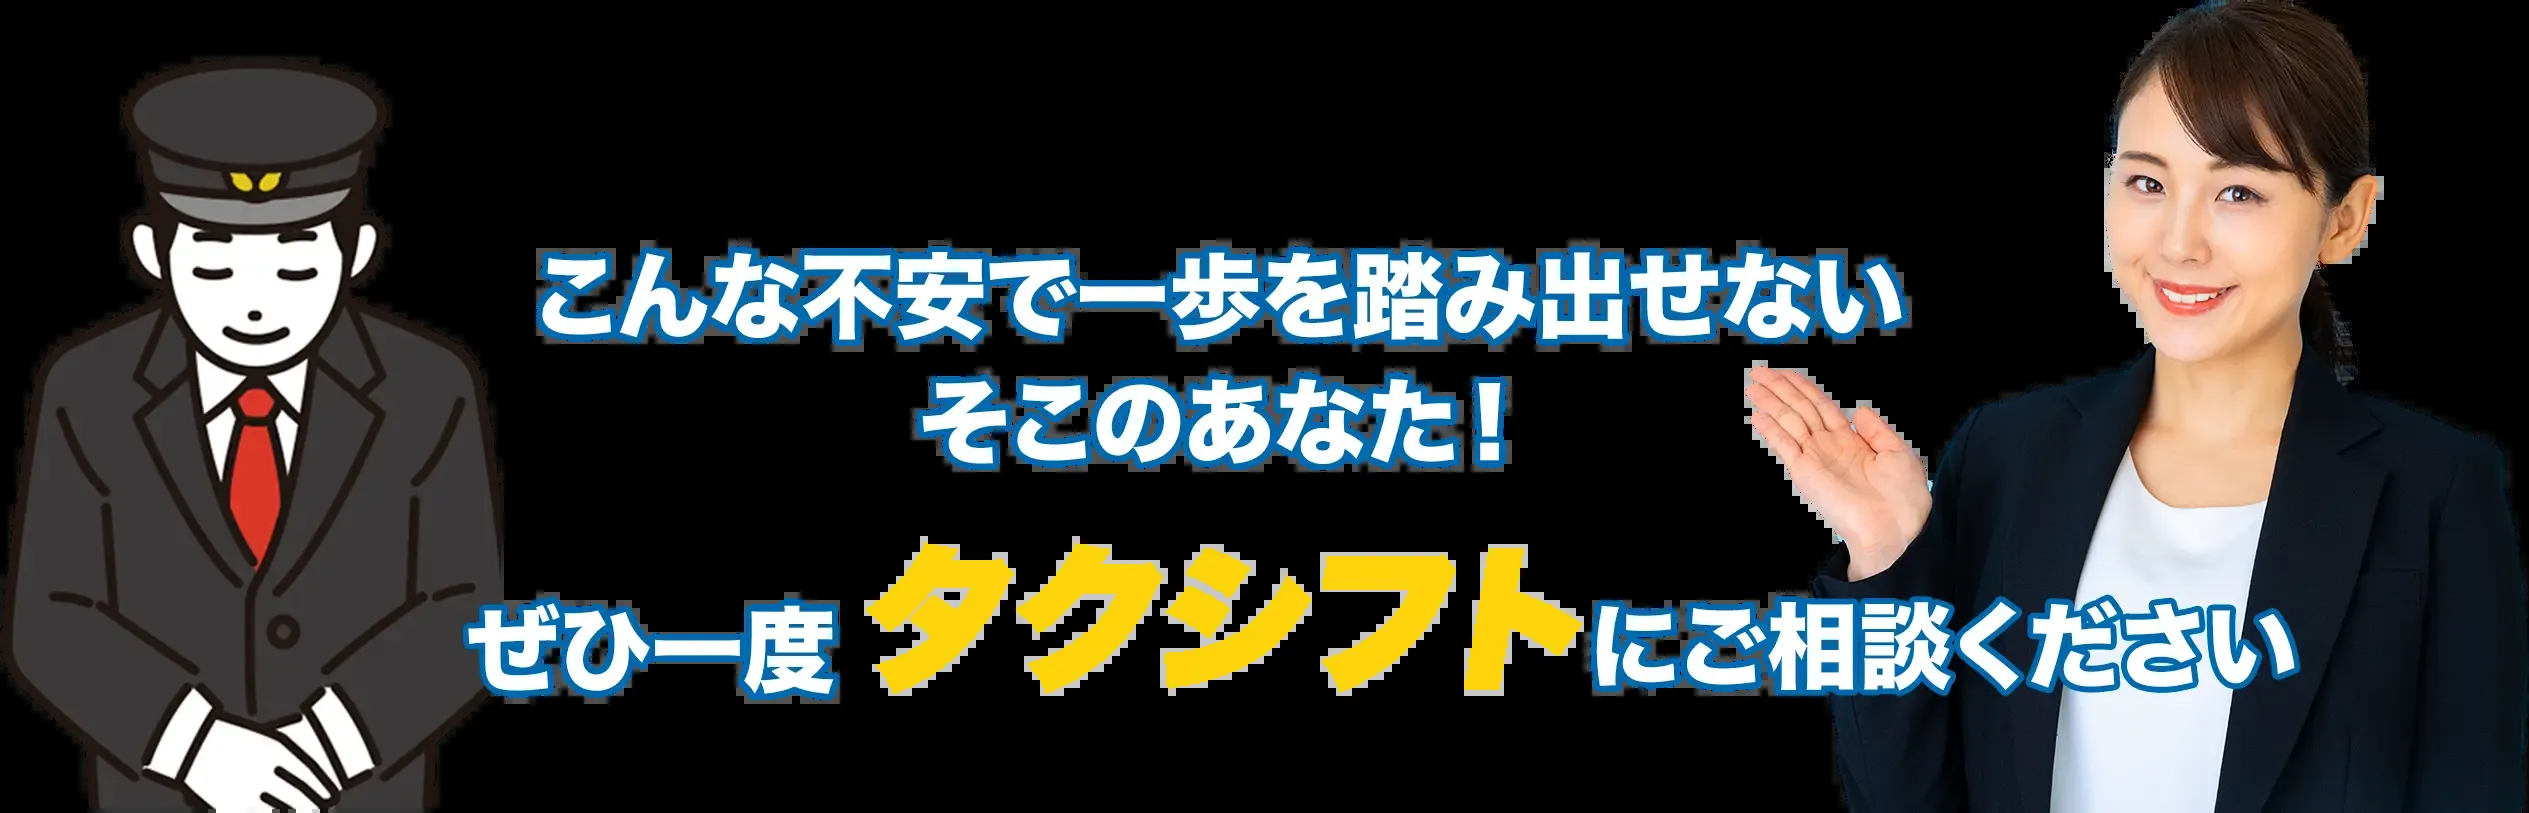 こんな不安で一歩を踏み出せない
そこのあなた！
ぜひ一度タクシフトにご相談ください